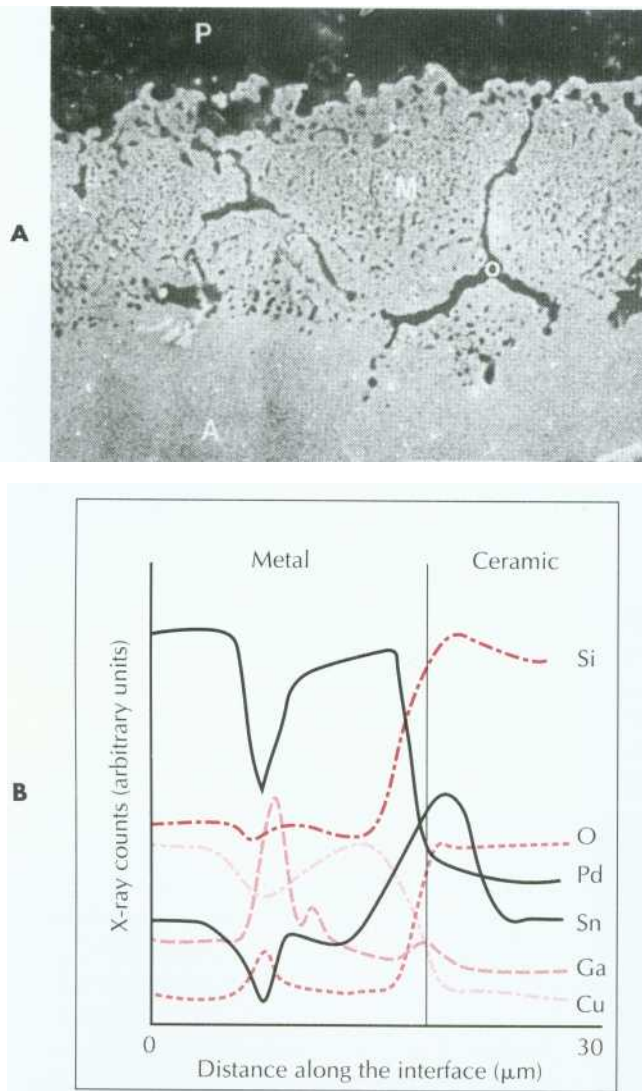 A
P
M
O
A
B
Metal
Ceramic
X-ray counts (arbitrary units)
Si
O
Pd
Sn
Ga
Cu
0
30
Distance along the interface (μm)